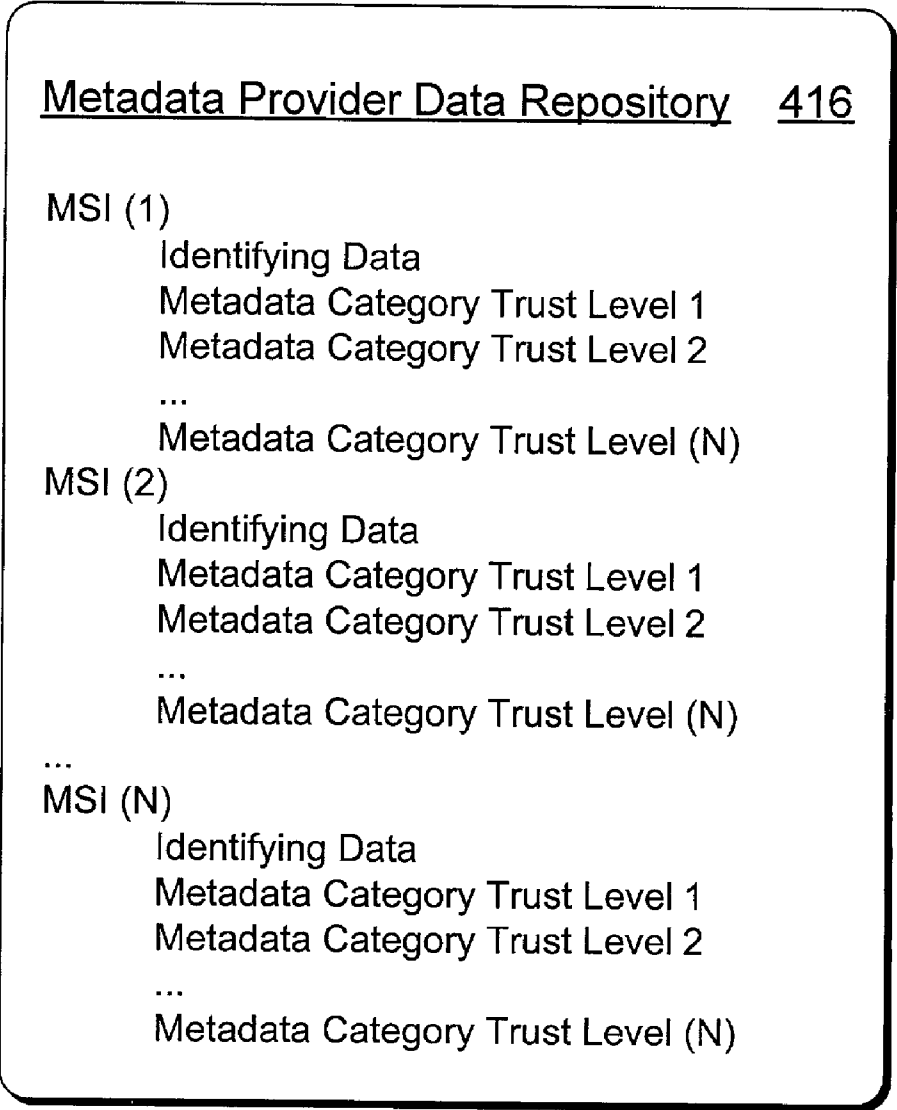 Metadata Provider Data Repository 416
MSI (1)
Identifying Data
Metadata Category Trust Level 1
Metadata Category Trust Level 2
...
Metadata Category Trust Level (N)
MSI (2)
Identifying Data
Metadata Category Trust Level 1
Metadata Category Trust Level 2
...
Metadata Category Trust Level (N)
...
MSI (N)
Identifying Data
Metadata Category Trust Level 1
Metadata Category Trust Level 2
...
Metadata Category Trust Level (N)